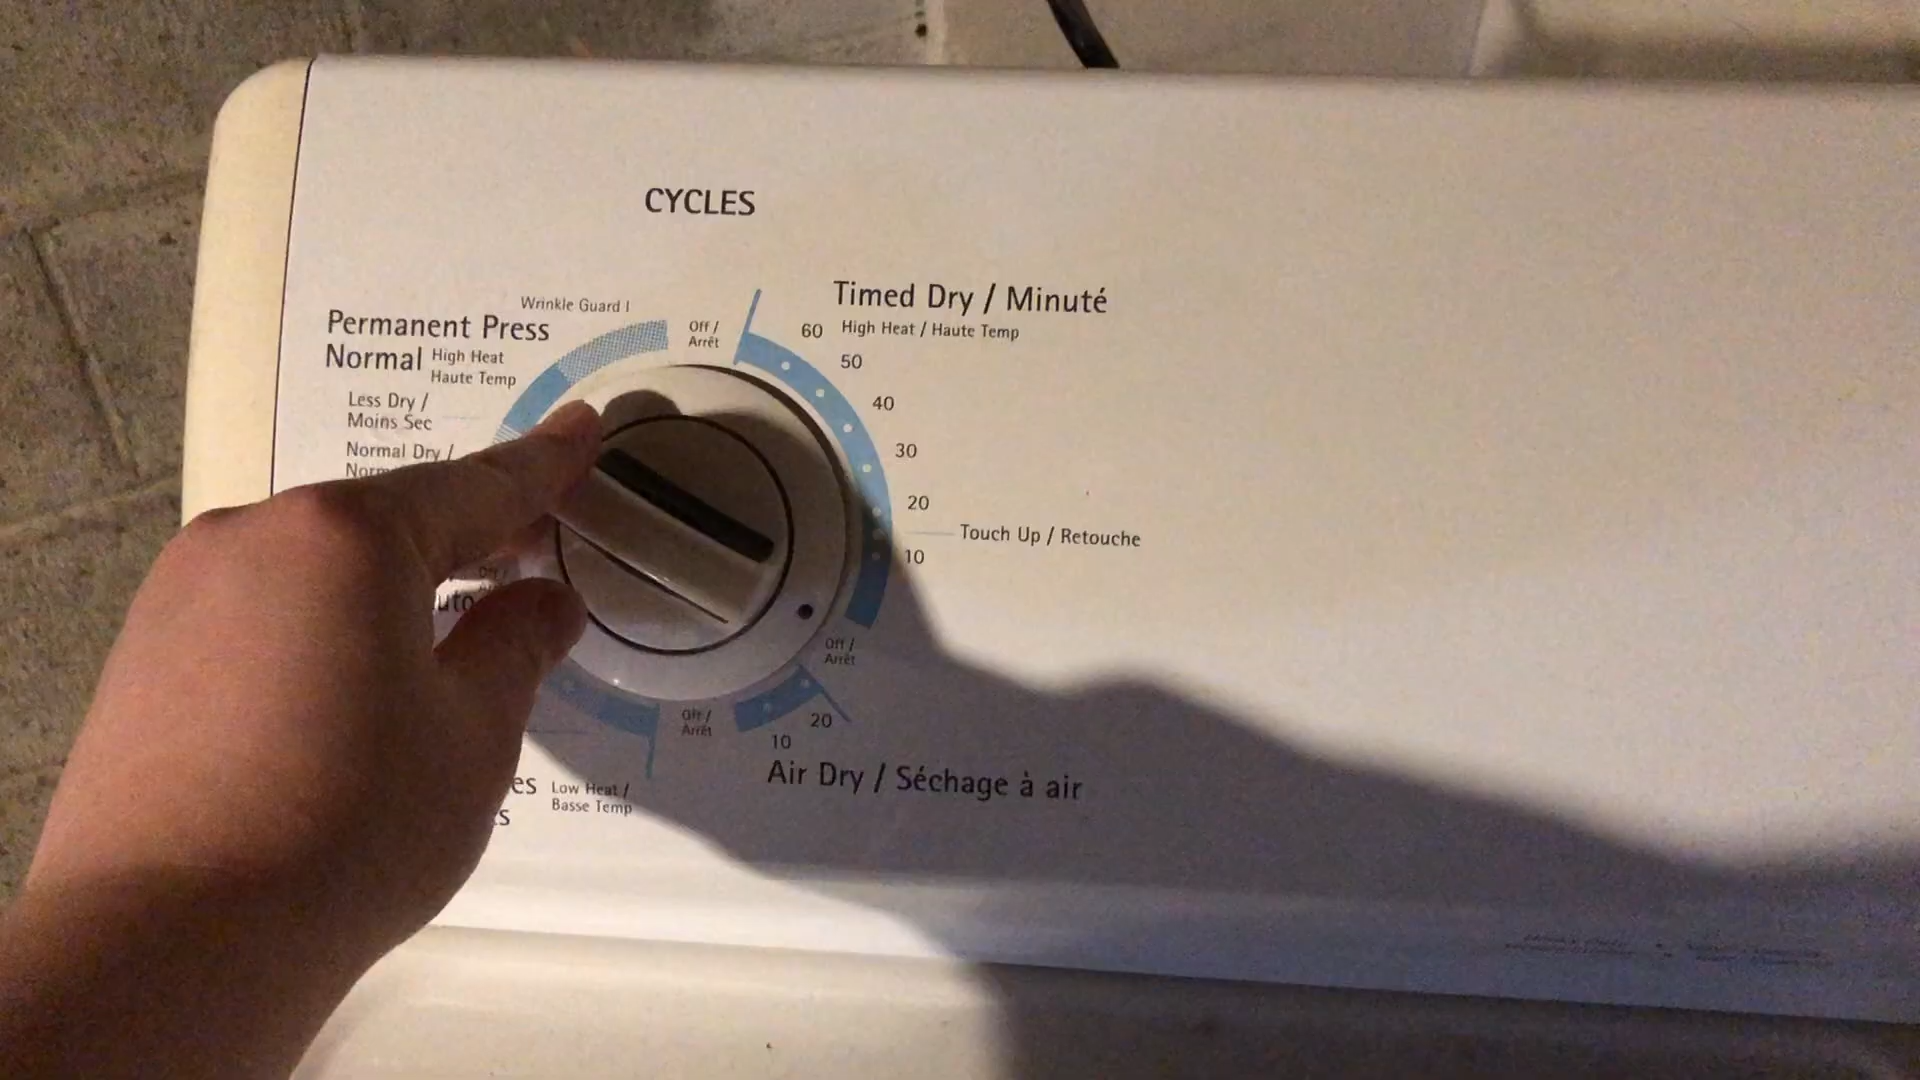 CYCLES
Wrinkle Guard I
Permanent Press
Normal High Heat
Haute Temp
Less Dry /
Moins Sec
Normal Dry /
Off /
Arrêt
Timed Dry / Minuté
60 High Heat / Haute Temp
50
40
30
20
Touch Up / Retouche
10
Off /
Arrêt
Off /
Arrêt
20
10
Air Dry / Séchage à air
Low Heat /
Basse Temp